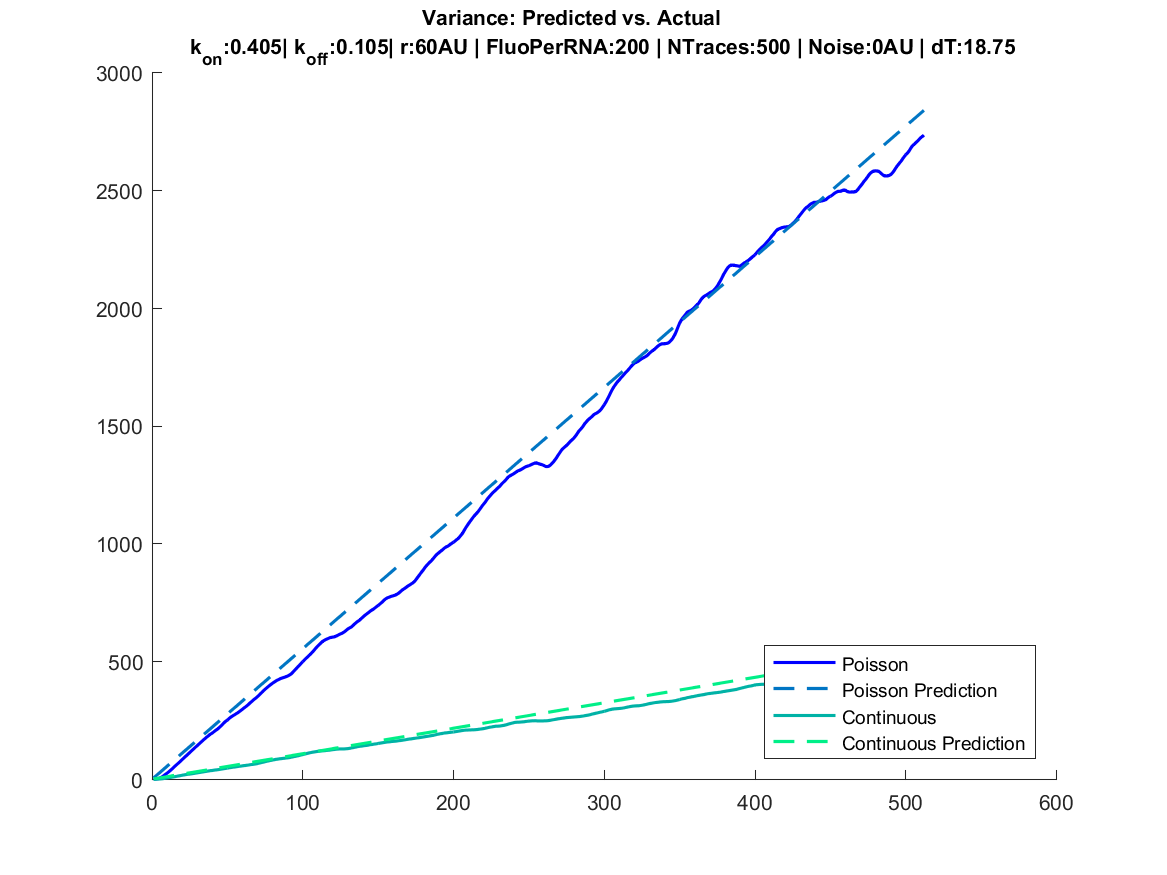 Variance: Predicted vs. Actual
k_on:0.405| k_off:0.105| r:60AU | FluoPerRNA:200 | NTraces:500 | Noise:0AU | dT:18.75
3000
2500
2000
1500
1000
500
0
0 100 200 300 400 500 600
Poisson
Poisson Prediction
Continuous
Continuous Prediction